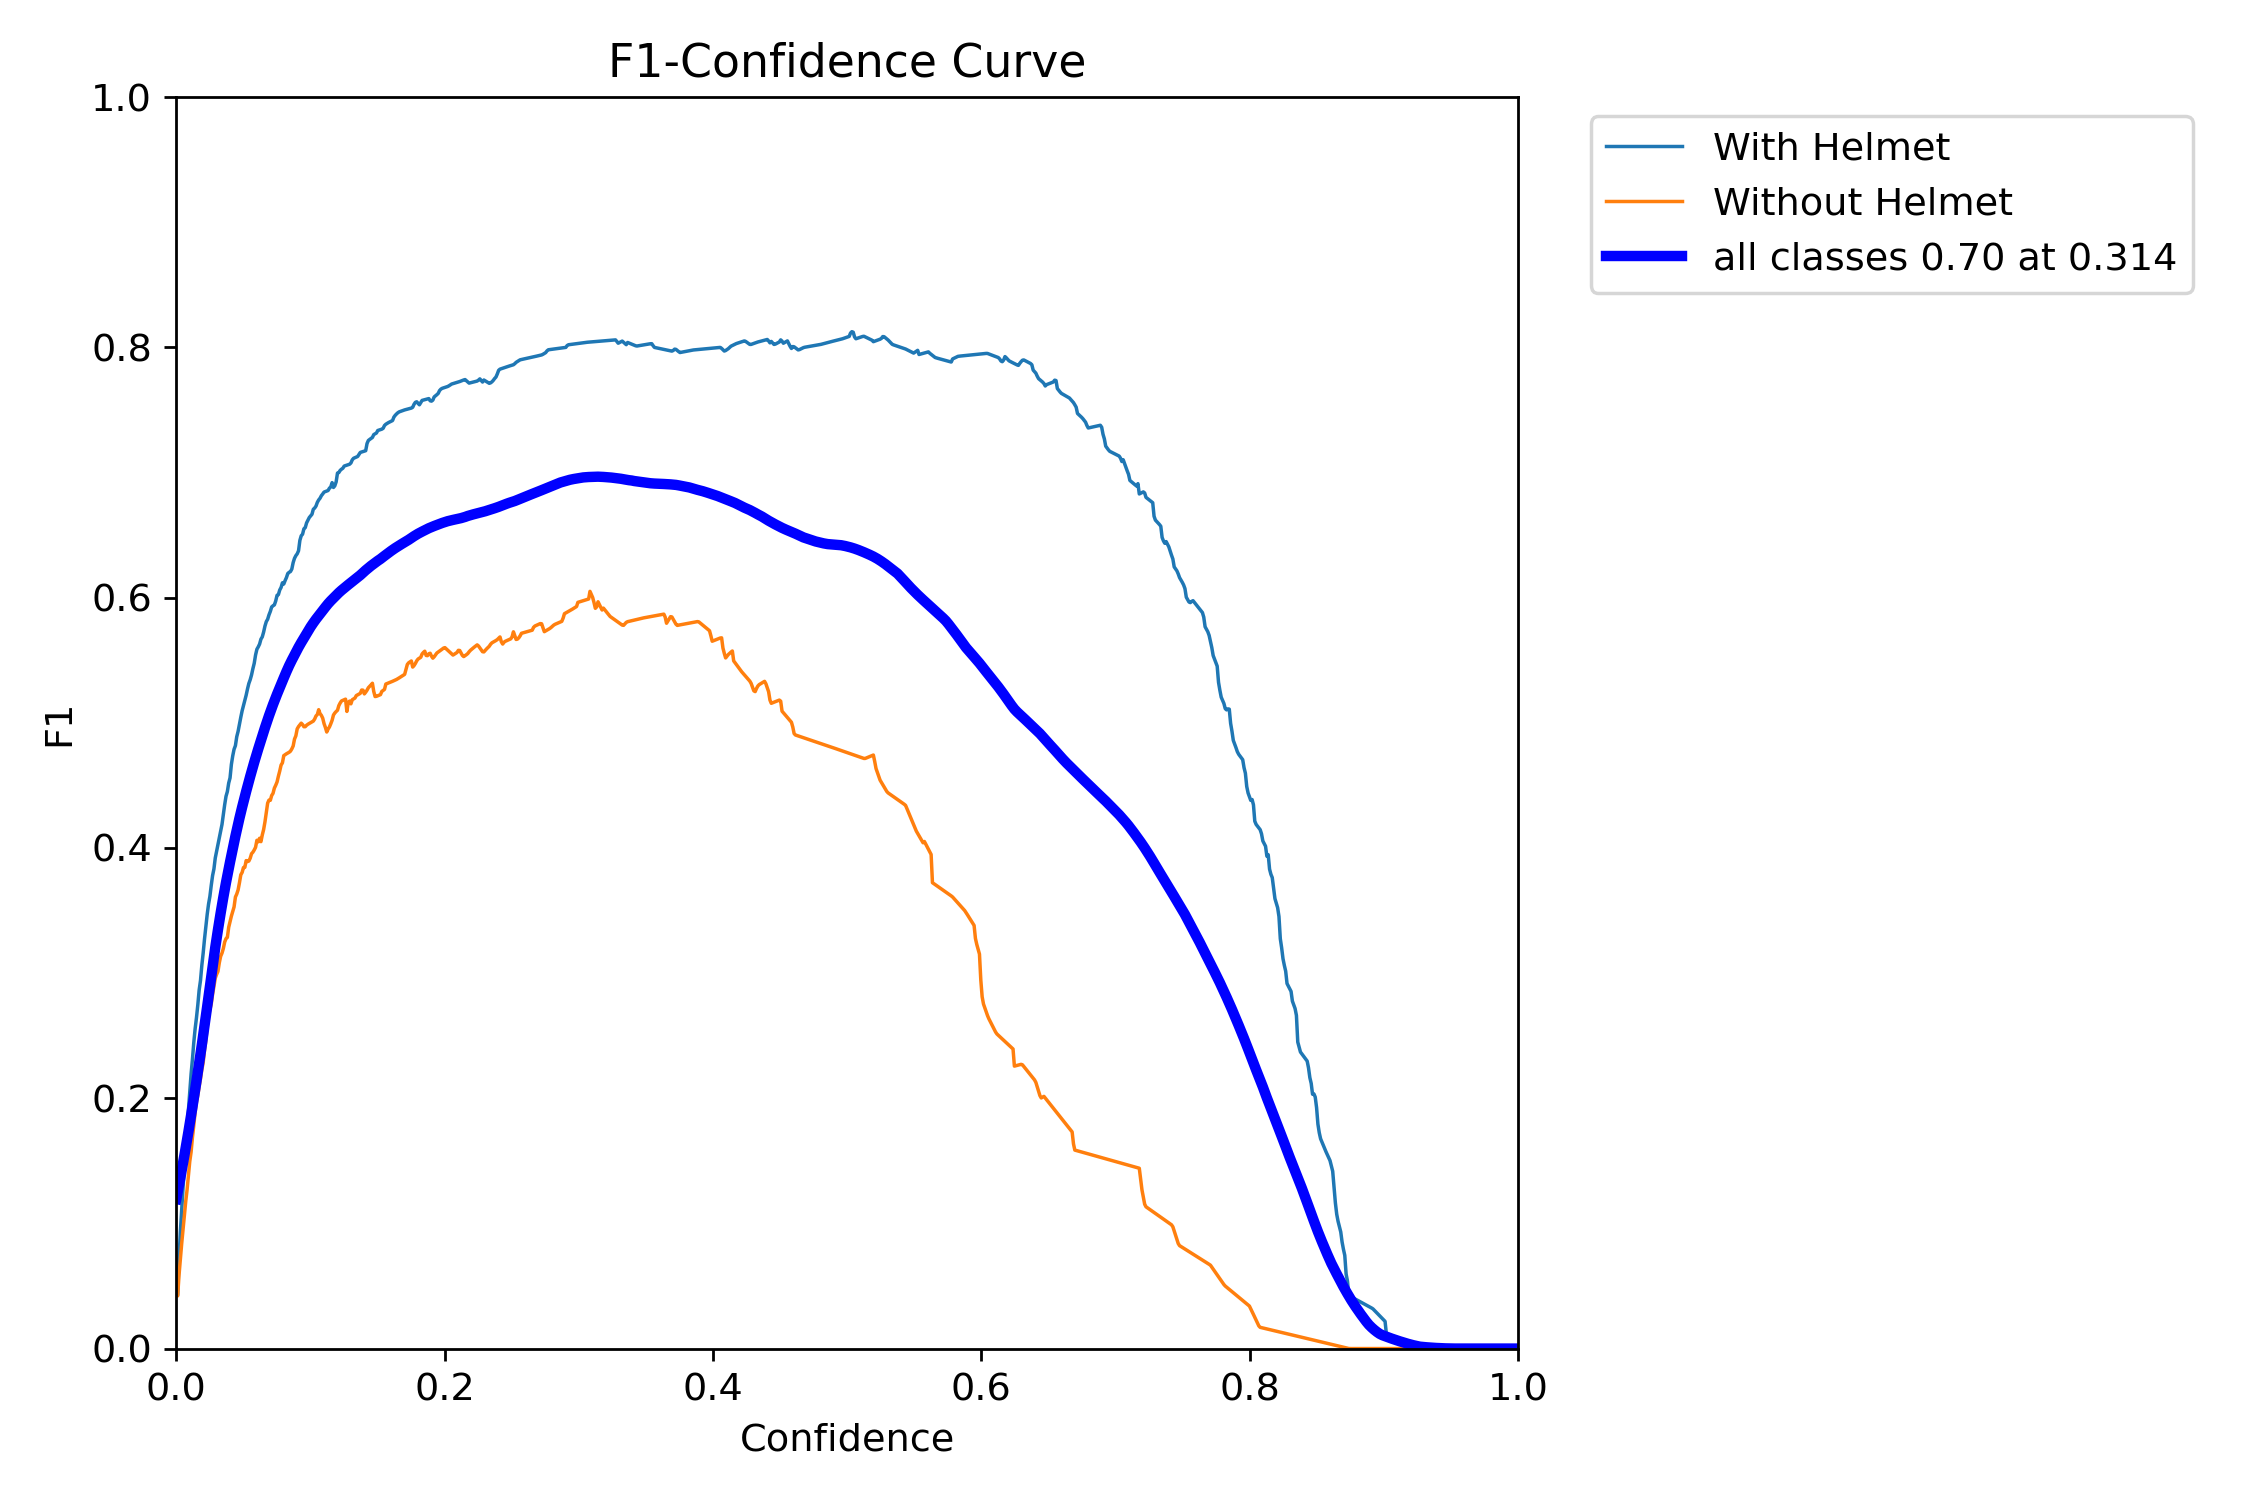 F1-Confidence Curve
1.0
0.8
0.6
0.4
0.2
0.0
F1
0.0 0.2 0.4 0.6 0.8 1.0
Confidence
With Helmet
Without Helmet
all classes 0.70 at 0.314